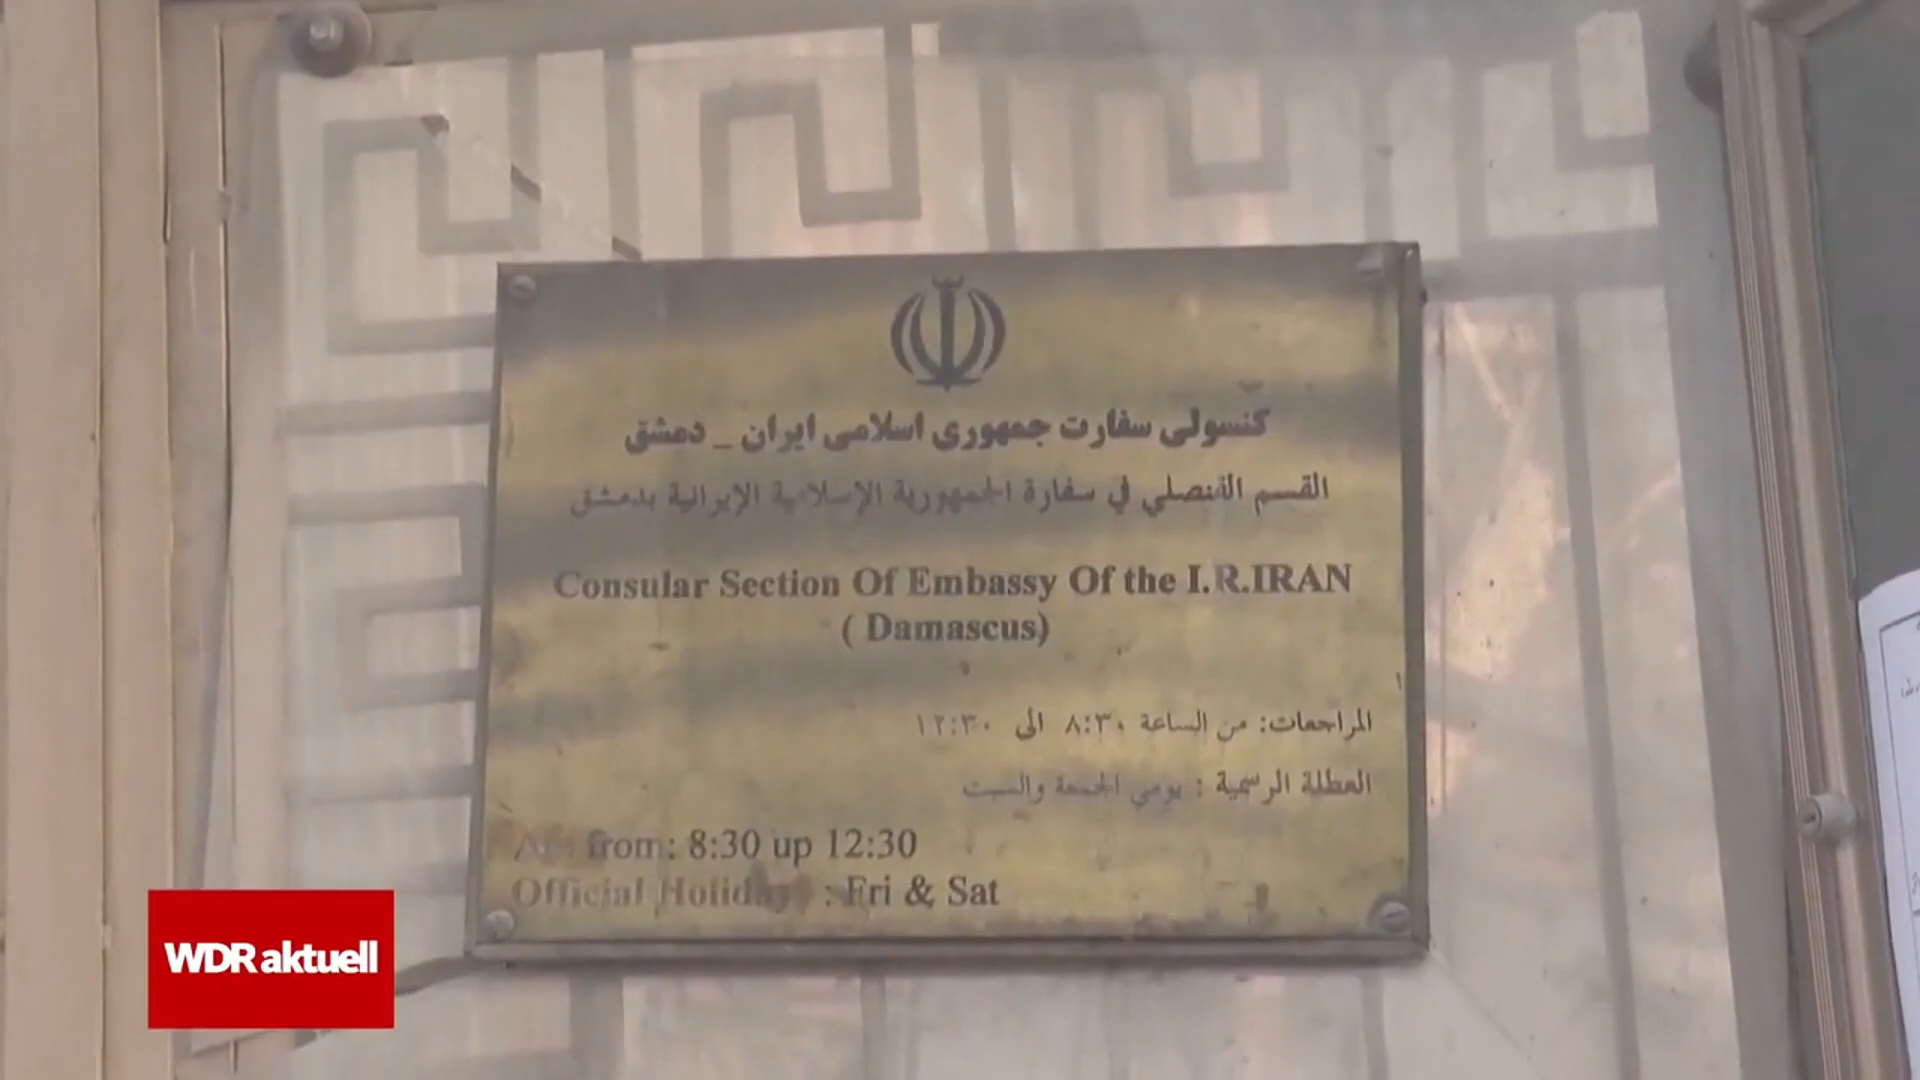 کنسولی سفارت جمهوری اسلامی ایران _ دمشق
القسم القنصلي في سفارة الجمهورية الإسلامية الإيرانية بدمشق
Consular Section Of Embassy Of the I.R.IRAN
( Damascus)
المراجعات: من الساعة ٨:٣٠ الى ١٢:٣٠
العطلة الرسمية : يومي الجمعة والسبت
from: 8:30 up 12:30
Official Holiday : Fri & Sat
WDR aktuell